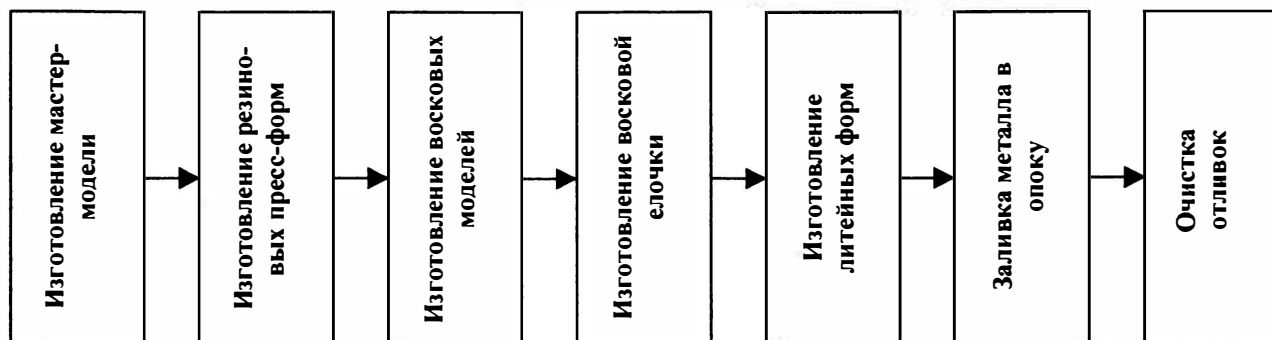 Изготовление мастер-
модели
Изготовление резино-
вых пресс-форм
Изготовление восковых
моделей
Изготовление восковой
елочки
Изготовление
литейных форм
Заливка металла в
опоку
Очистка
отливок